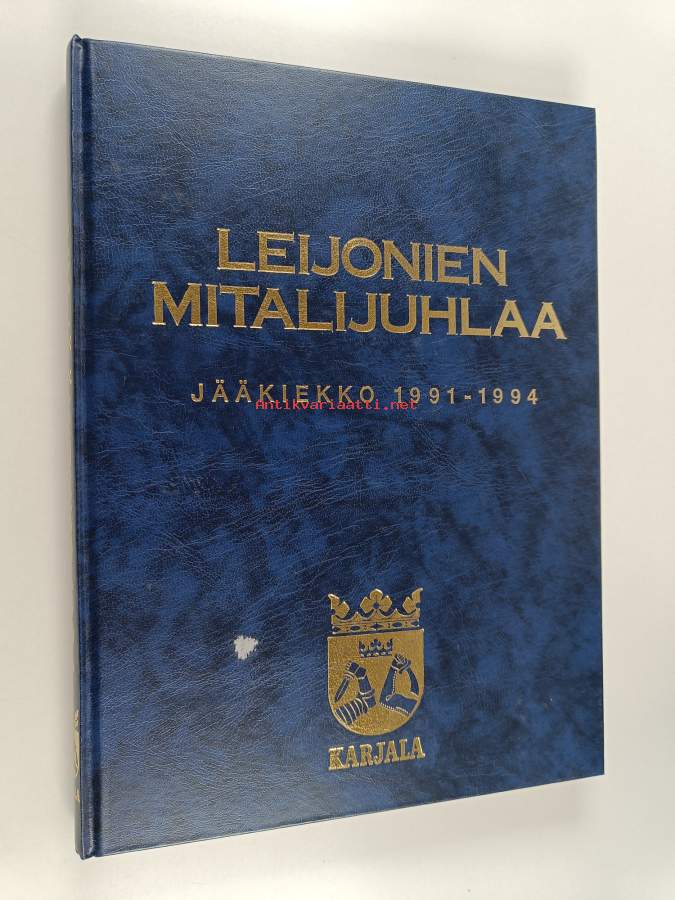 LEIJONIEN
MITALIJUHLAA
JÄÄKIEKKO 1991-1994
Antikvariaatti.net
KARJALA